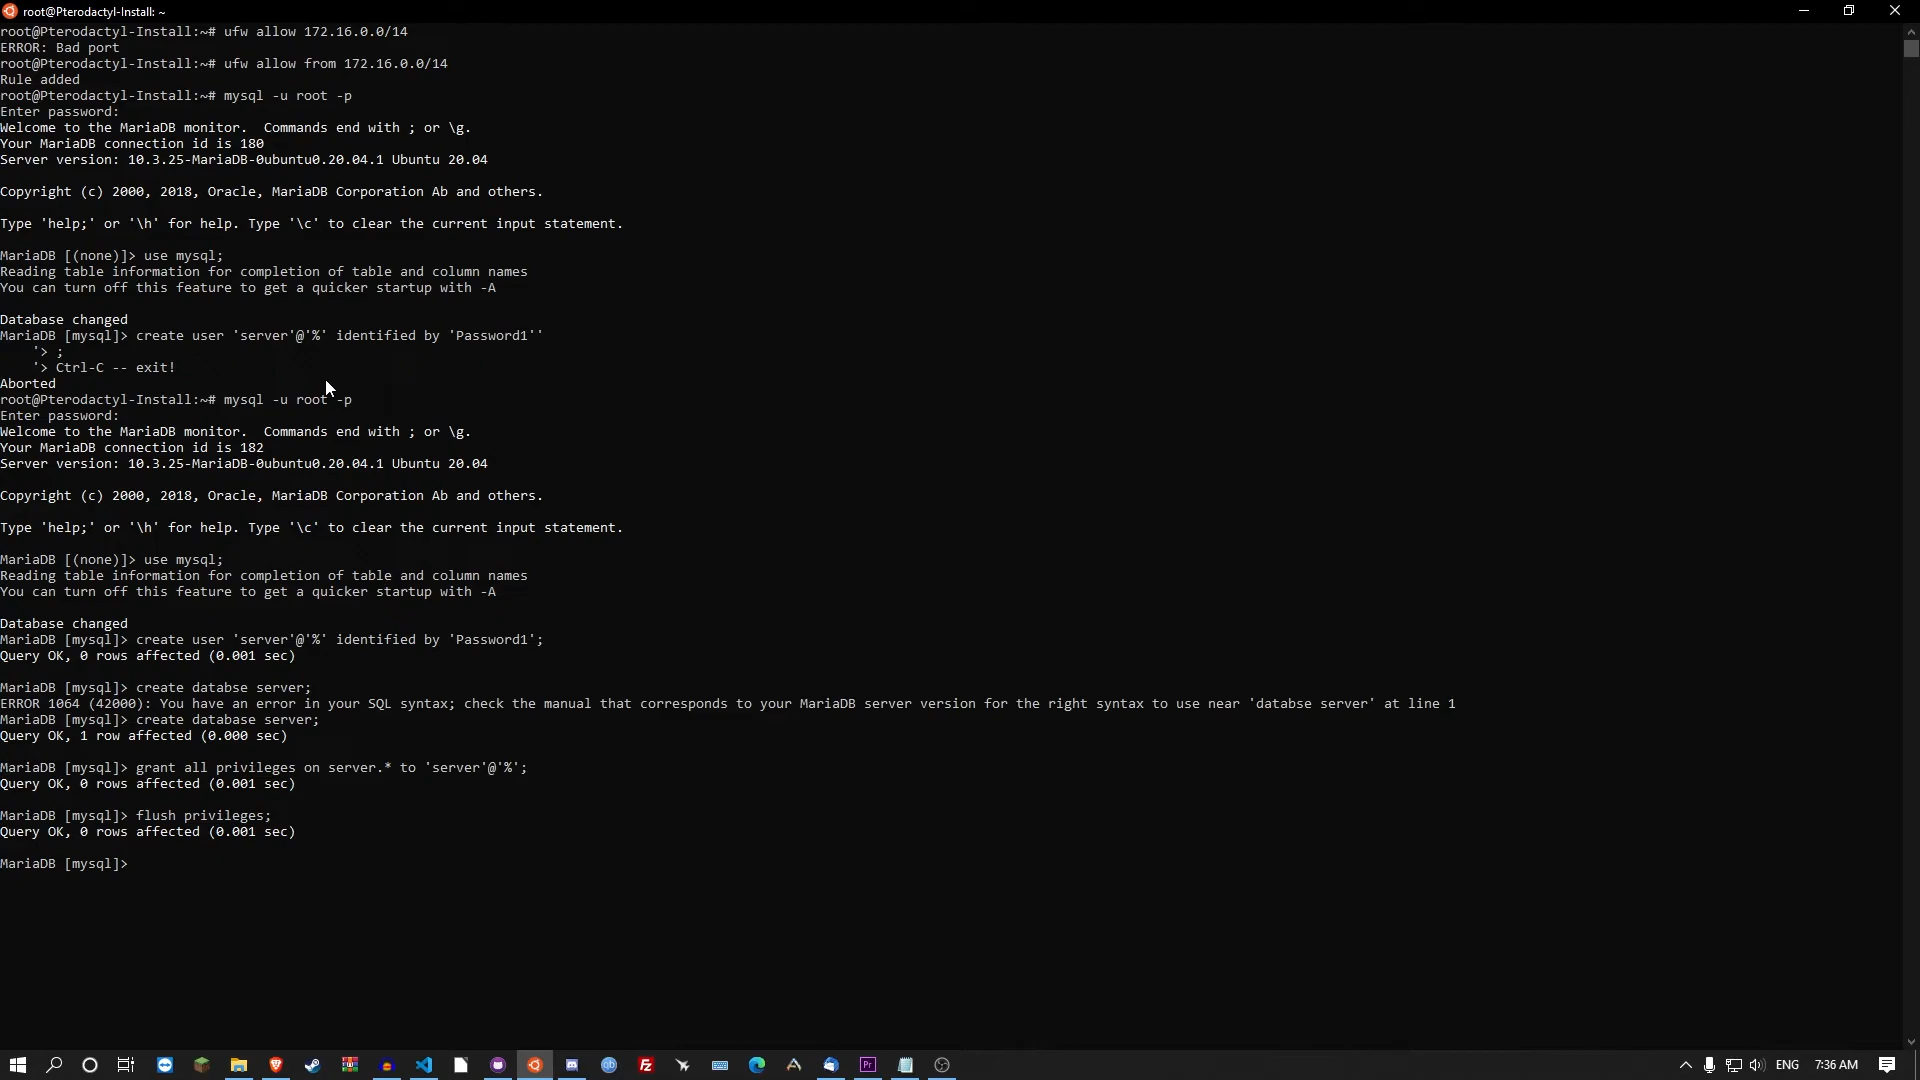 root@Pterodactyl-Install: ~
root@Pterodactyl-Install:~# ufw allow 172.16.0.0/14
ERROR: Bad port
root@Pterodactyl-Install:~# ufw allow from 172.16.0.0/14
Rule added
root@Pterodactyl-Install:~# mysql -u root -p
Enter password:
Welcome to the MariaDB monitor.  Commands end with ; or \g.
Your MariaDB connection id is 180
Server version: 10.3.25-MariaDB-0ubuntu0.20.04.1 Ubuntu 20.04
Copyright (c) 2000, 2018, Oracle, MariaDB Corporation Ab and others.
Type 'help;' or '\h' for help. Type '\c' to clear the current input statement.
MariaDB [(none)]> use mysql;
Reading table information for completion of table and column names
You can turn off this feature to get a quicker startup with -A
Database changed
MariaDB [mysql]> create user 'server'@'%' identified by 'Password1''
'> ;
'> Ctrl-C -- exit!
Aborted
root@Pterodactyl-Install:~# mysql -u root -p
Enter password:
Welcome to the MariaDB monitor.  Commands end with ; or \g.
Your MariaDB connection id is 182
Server version: 10.3.25-MariaDB-0ubuntu0.20.04.1 Ubuntu 20.04
Copyright (c) 2000, 2018, Oracle, MariaDB Corporation Ab and others.
Type 'help;' or '\h' for help. Type '\c' to clear the current input statement.
MariaDB [(none)]> use mysql;
Reading table information for completion of table and column names
You can turn off this feature to get a quicker startup with -A
Database changed
MariaDB [mysql]> create user 'server'@'%' identified by 'Password1';
Query OK, 0 rows affected (0.001 sec)
MariaDB [mysql]> create databse server;
ERROR 1064 (42000): You have an error in your SQL syntax; check the manual that corresponds to your MariaDB server version for the right syntax to use near 'databse server' at line 1
MariaDB [mysql]> create database server;
Query OK, 1 row affected (0.000 sec)
MariaDB [mysql]> grant all privileges on server.* to 'server'@'%';
Query OK, 0 rows affected (0.001 sec)
MariaDB [mysql]> flush privileges;
Query OK, 0 rows affected (0.001 sec)
MariaDB [mysql]>
qb
FZ
Pr
ENG
7:36 AM